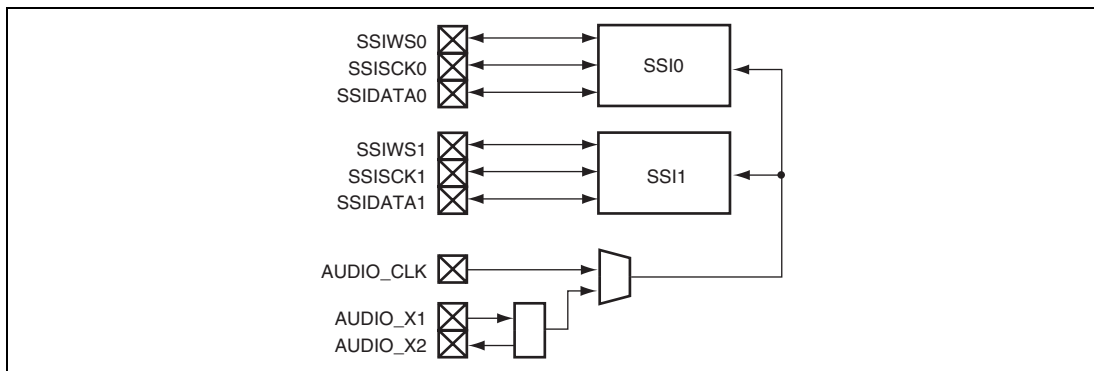 SSIWS0
SSISCK0
SSIDATA0
SSI0
SSIWS1
SSISCK1
SSIDATA1
SSI1
AUDIO_CLK
AUDIO_X1
AUDIO_X2